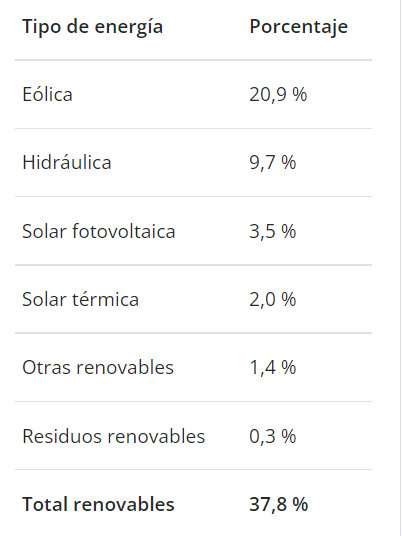 Tipo de energía Porcentaje
Eólica 20,9 %
Hidráulica 9,7 %
Solar fotovoltaica 3,5 %
Solar térmica 2,0 %
Otras renovables 1,4 %
Residuos renovables 0,3 %
Total renovables 37,8 %